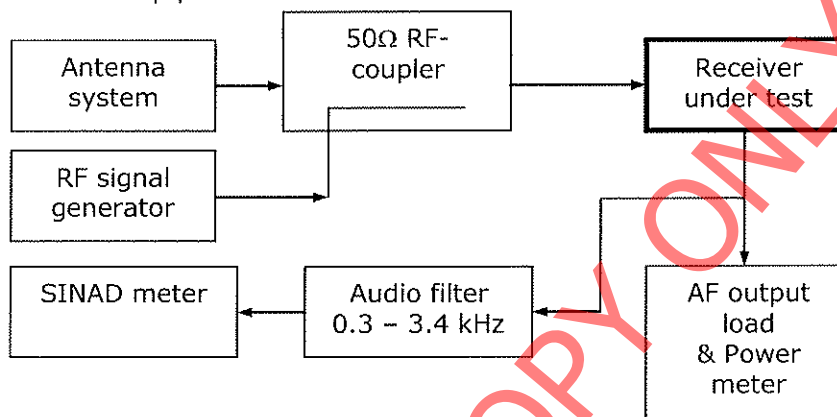 Antenna
system
50Ω RF-
coupler
Receiver
under test
RF signal
generator
SINAD meter
Audio filter
0.3 – 3.4 kHz
AF output
load
& Power
meter
COPY ONLY